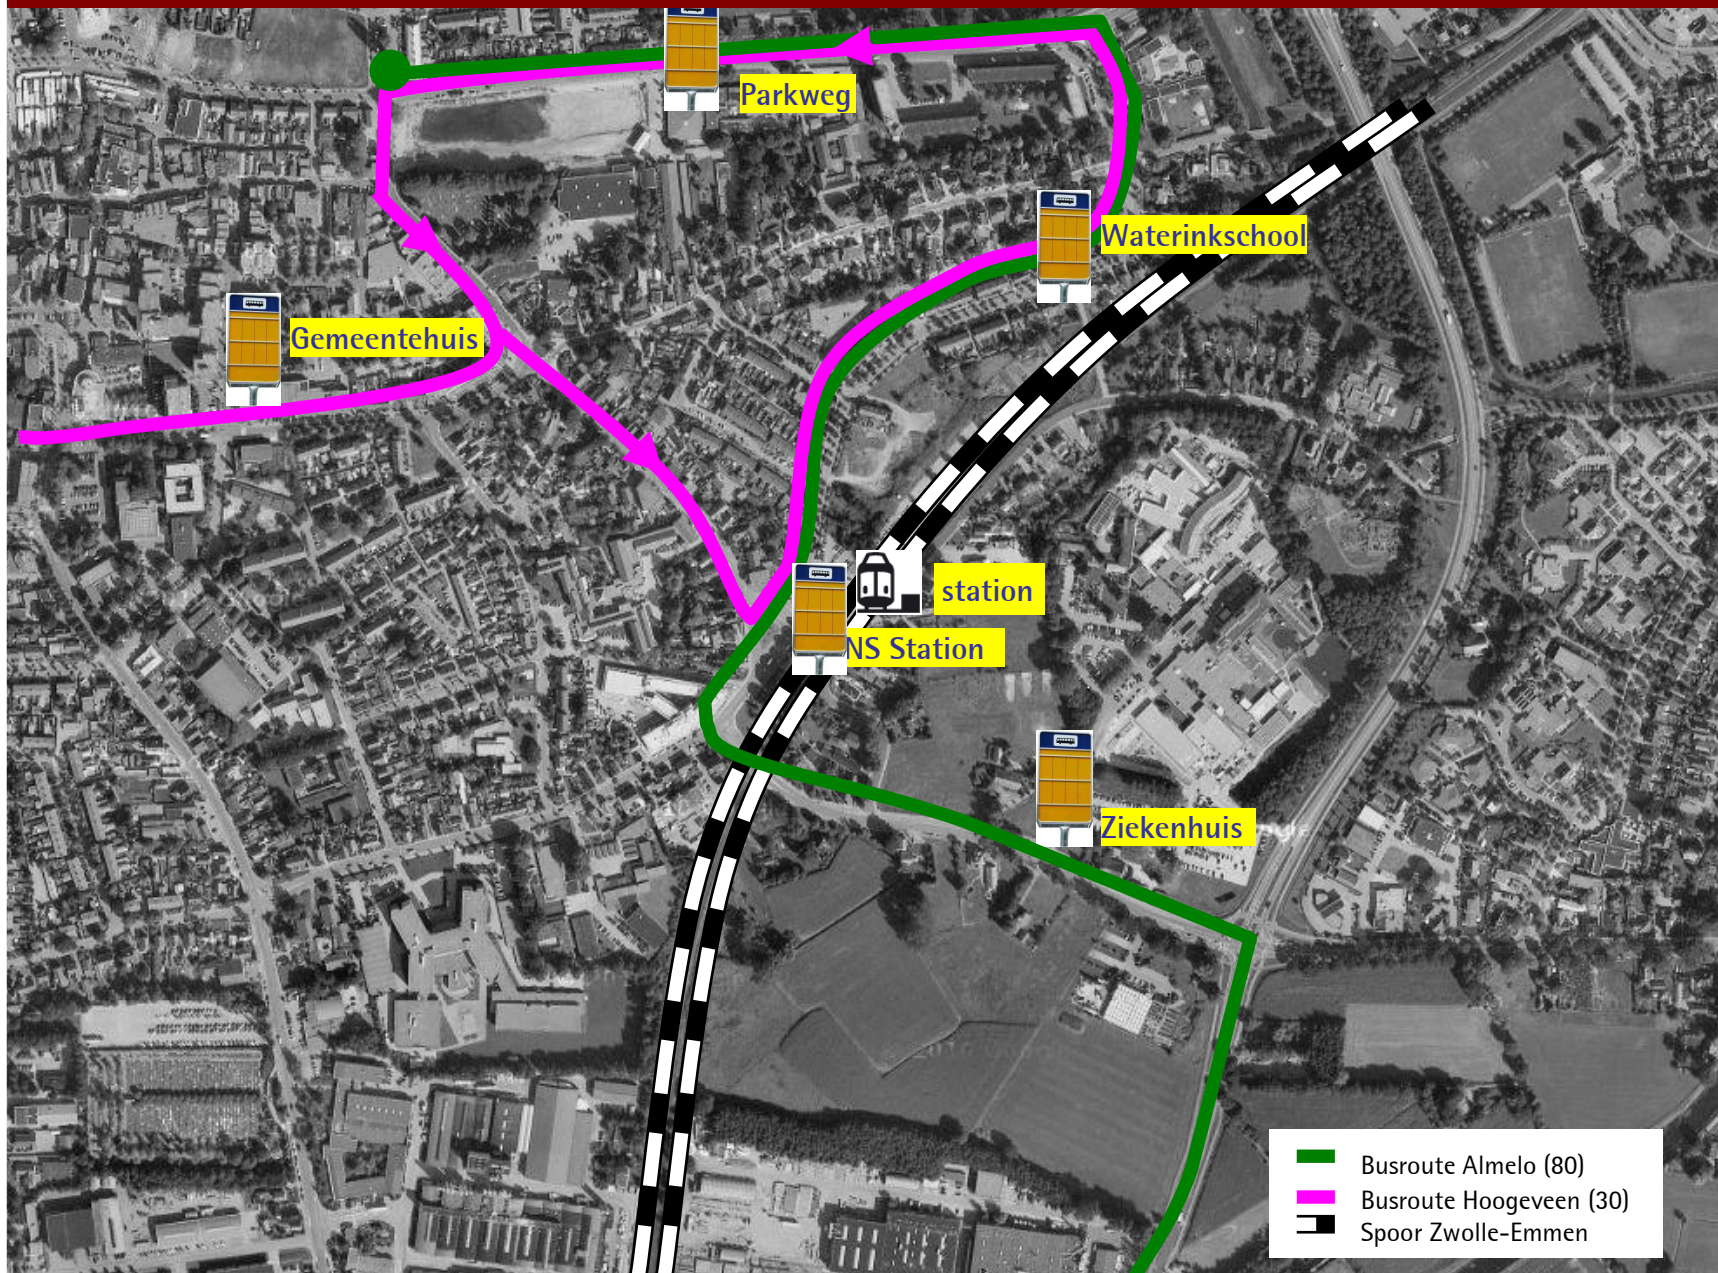 Parkweg
Waterinkschool
Gemeentehuis
station
NS Station
Ziekenhuis
Busroute Almelo (80)
Busroute Hoogeveen (30)
Spoor Zwolle-Emmen